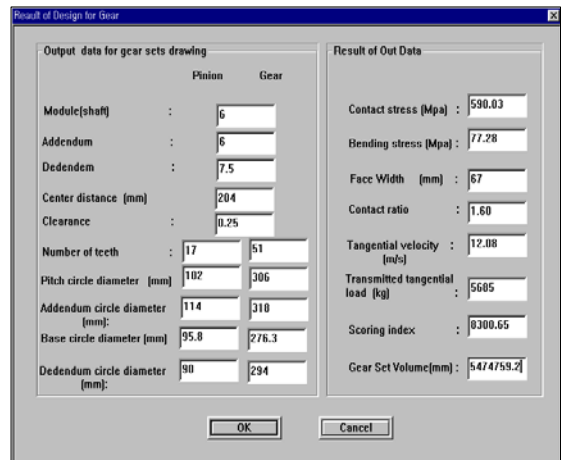 Reault of Design for Gear
Output data for gear sets drawing
Pinion Gear
Module(shaft) : 6
Addendum : 6
Dedendem : 7.5
Center distance (mm) 204
Clearance : 0.25
Number of teeth : 17 51
Pitch circle diameter (mm) 102 306
Addendum circle diameter (mm): 114 318
Base circle diameter (mm) 95.8 276.3
Dedendum circle diameter (mm): 90 294
Result of Out Data
Contact stress (Mpa) : 590.03
Bending stress (Mpa) : 77.28
Face Width (mm) : 67
Contact ratio : 1.60
Tangential velocity : 12.08
(m/s)
Transmitted tangential
load (kg) : 5605
Scoring index : 8300.65
Gear Set Volume(mm) : 5474759.2
OK Cancel